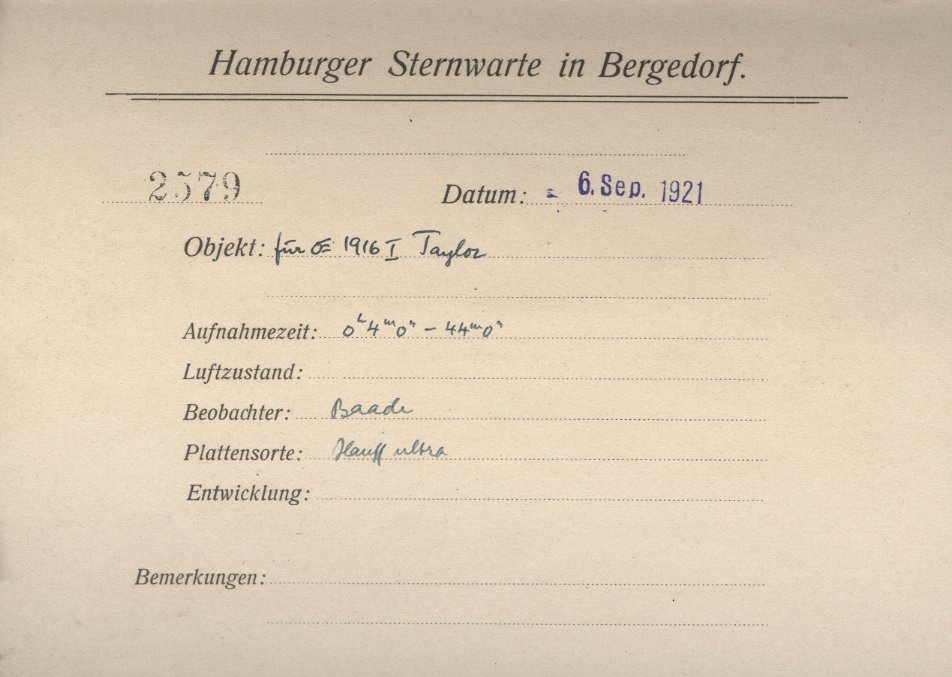 Hamburger Sternwarte in Bergedorf.
2579 Datum: 6. Sep. 1921
Objekt: für 1916 I Taylor
Aufnahmezeit: 0ʰ4ᵐ0ˢ – 44ᵐ0ˢ
Luftzustand:
Beobachter: Baade
Plattensorte: Hauff ultra
Entwicklung:
Bemerkungen: